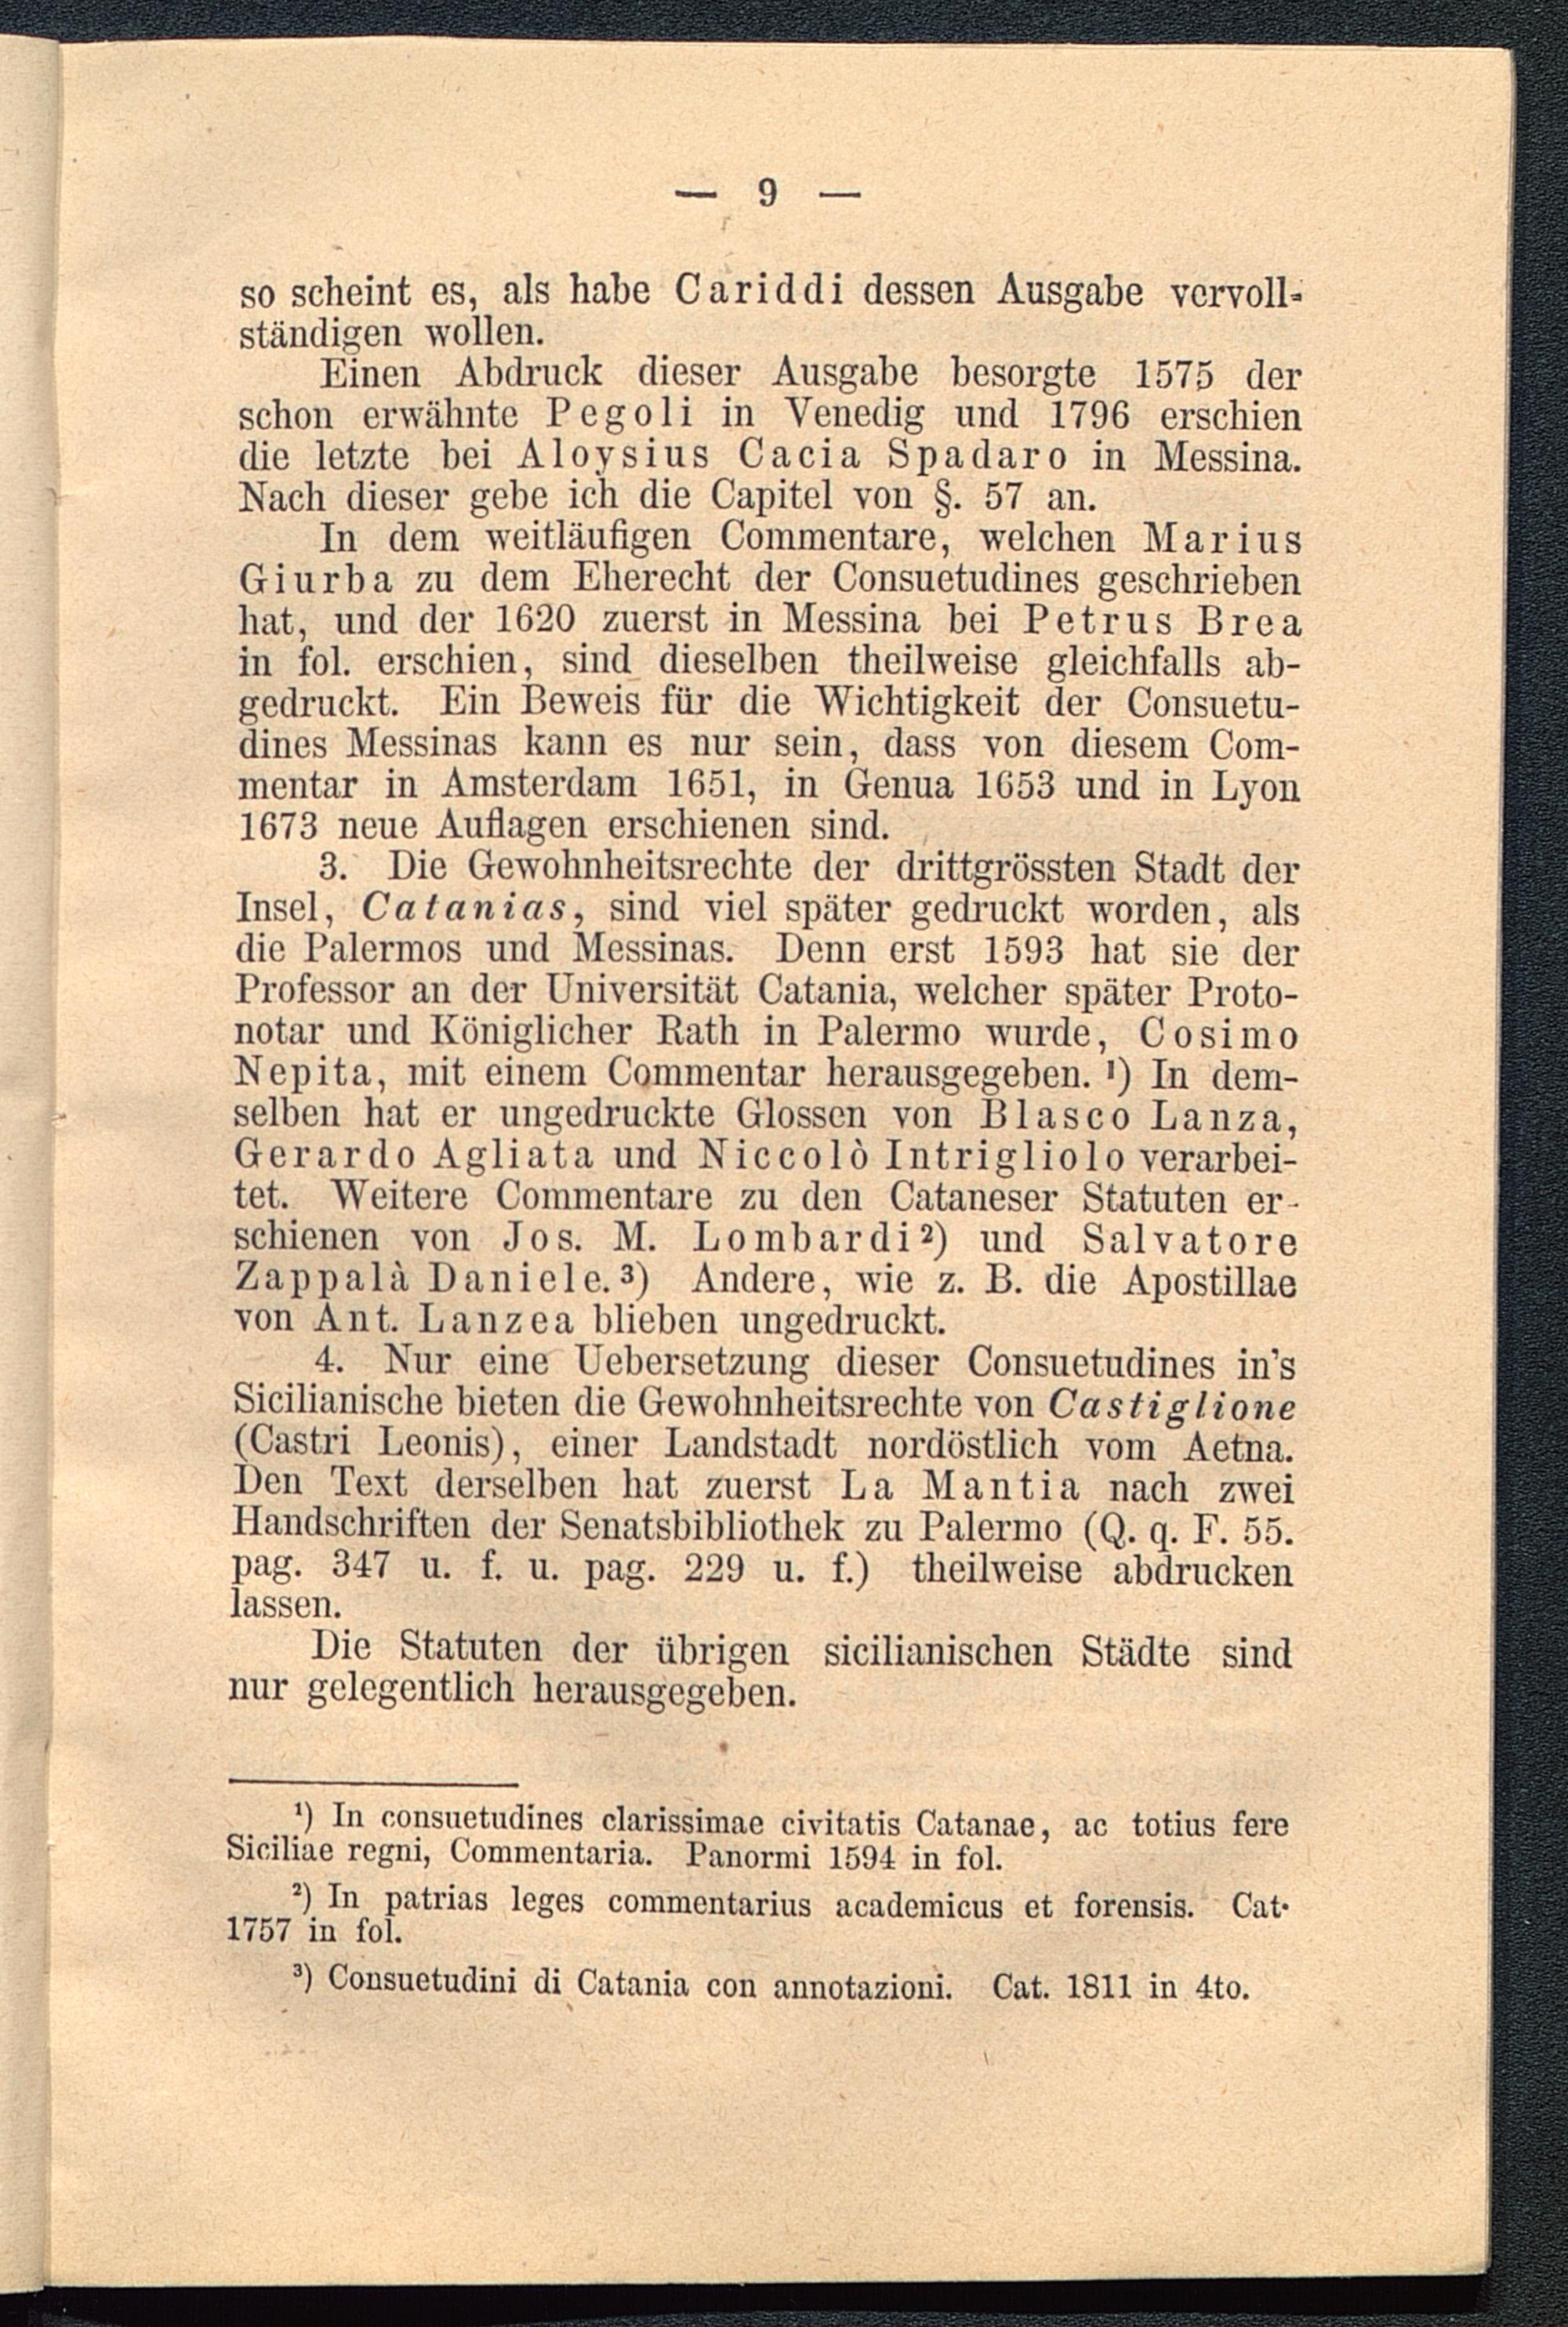 — 9 —
so scheint es, als habe Cariddi dessen Ausgabe vervoll-
ständigen wollen.
Einen Abdruck dieser Ausgabe besorgte 1575 der
schon erwähnte Pegoli in Venedig und 1796 erschien
die letzte bei Aloysius Cacia Spadaro in Messina.
Nach dieser gebe ich die Capitel von §. 57 an.
In dem weitläufigen Commentare, welchen Marius
Giurba zu dem Eherecht der Consuetudines geschrieben
hat, und der 1620 zuerst in Messina bei Petrus Brea
in fol. erschien, sind dieselben theilweise gleichfalls ab-
gedruckt. Ein Beweis für die Wichtigkeit der Consuetu-
dines Messinas kann es nur sein, dass von diesem Com-
mentar in Amsterdam 1651, in Genua 1653 und in Lyon
1673 neue Auflagen erschienen sind.
3. Die Gewohnheitsrechte der drittgrössten Stadt der
Insel, Catanias, sind viel später gedruckt worden, als
die Palermos und Messinas. Denn erst 1593 hat sie der
Professor an der Universität Catania, welcher später Proto-
notar und Königlicher Rath in Palermo wurde, Cosimo
Nepita, mit einem Commentar herausgegeben. ¹) In dem-
selben hat er ungedruckte Glossen von Blasco Lanza,
Gerardo Agliata und Niccolò Intrigliolo verarbei-
tet. Weitere Commentare zu den Cataneser Statuten er-
schienen von Jos. M. Lombardi ²) und Salvatore
Zappalà Daniele. ³) Andere, wie z. B. die Apostillae
von Ant. Lanzea blieben ungedruckt.
4. Nur eine Uebersetzung dieser Consuetudines in's
Sicilianische bieten die Gewohnheitsrechte von Castiglione
(Castri Leonis), einer Landstadt nordöstlich vom Aetna.
Den Text derselben hat zuerst La Mantia nach zwei
Handschriften der Senatsbibliothek zu Palermo (Q. q. F. 55.
pag. 347 u. f. u. pag. 229 u. f.) theilweise abdrucken
lassen.
Die Statuten der übrigen sicilianischen Städte sind
nur gelegentlich herausgegeben.
¹) In consuetudines clarissimae civitatis Catanae, ac totius fere
Siciliae regni, Commentaria. Panormi 1594 in fol.
²) In patrias leges commentarius academicus et forensis. Cat.
1757 in fol.
³) Consuetudini di Catania con annotazioni. Cat. 1811 in 4to.